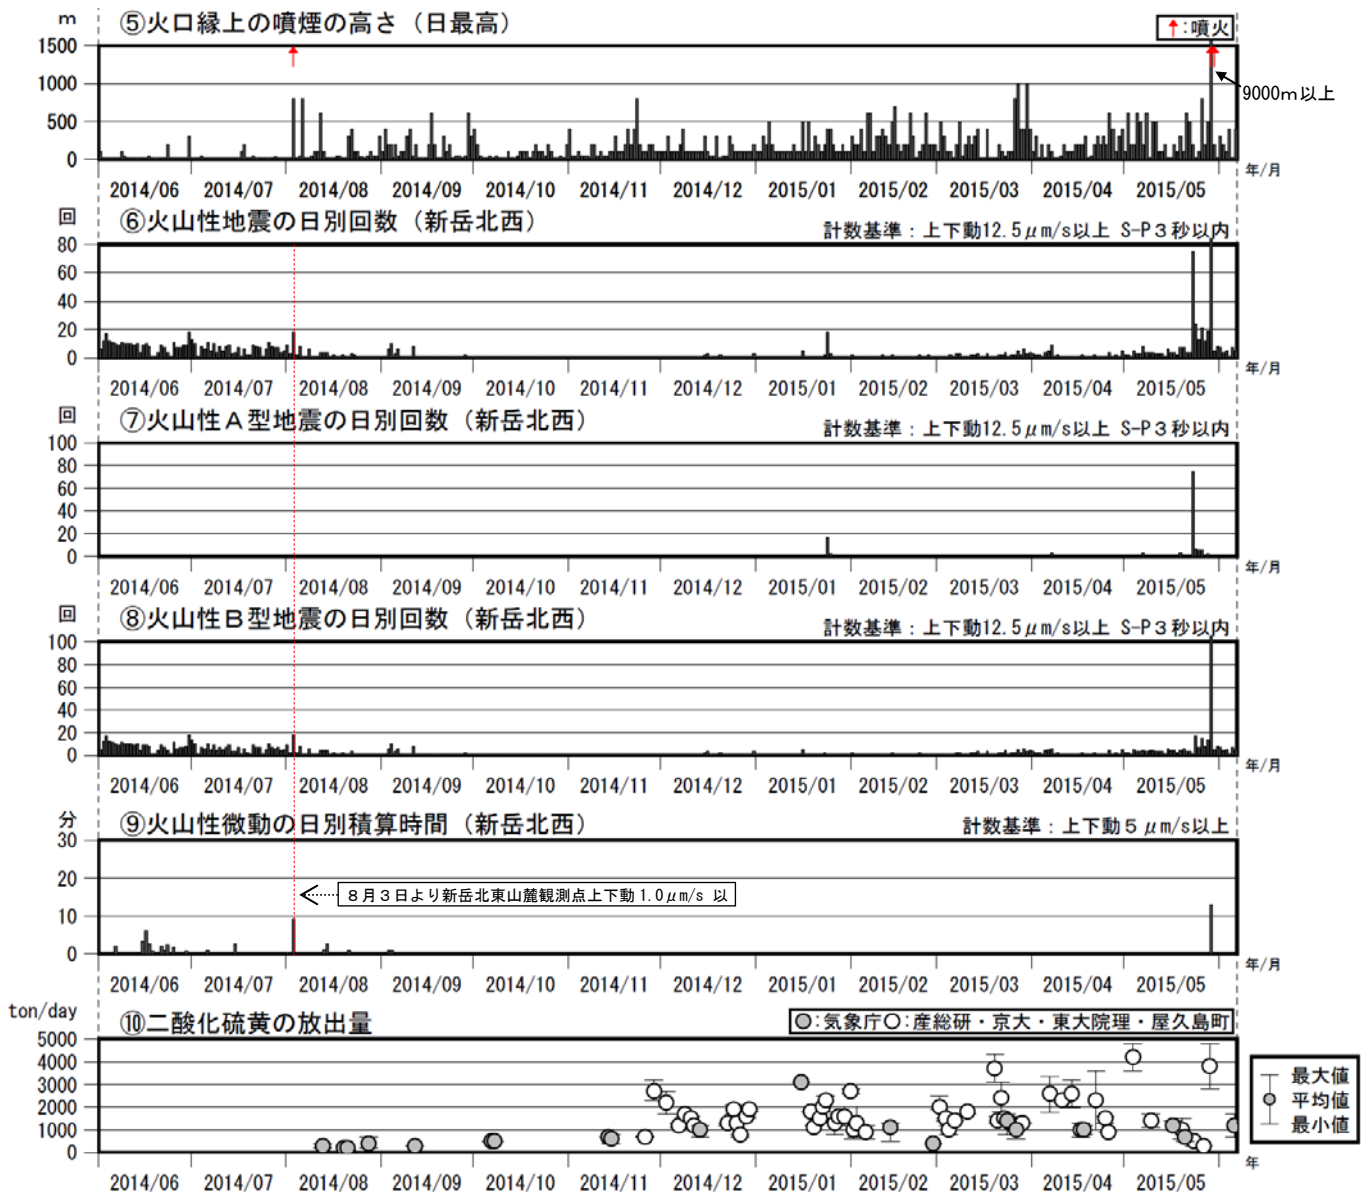 m ⑤火口縁上の噴煙の高さ（日最高）
↑:噴火
1500
1000
9000m以上
500
0
2014/06 2014/07 2014/08 2014/09 2014/10 2014/11 2014/12 2015/01 2015/02 2015/03 2015/04 2015/05 年/月
回 ⑥火山性地震の日別回数（新岳北西） 計数基準：上下動12.5μm/s以上 S-P３秒以内
80
60
40
20
0
2014/06 2014/07 2014/08 2014/09 2014/10 2014/11 2014/12 2015/01 2015/02 2015/03 2015/04 2015/05 年/月
回 ⑦火山性Ａ型地震の日別回数（新岳北西） 計数基準：上下動12.5μm/s以上 S-P３秒以内
100
80
60
40
20
0
2014/06 2014/07 2014/08 2014/09 2014/10 2014/11 2014/12 2015/01 2015/02 2015/03 2015/04 2015/05 年/月
回 ⑧火山性Ｂ型地震の日別回数（新岳北西） 計数基準：上下動12.5μm/s以上 S-P３秒以内
100
80
60
40
20
0
2014/06 2014/07 2014/08 2014/09 2014/10 2014/11 2014/12 2015/01 2015/02 2015/03 2015/04 2015/05 年/月
分 ⑨火山性微動の日別積算時間（新岳北西） 計数基準：上下動５μm/s以上
30
20
８月３日より新岳北東山麓観測点上下動1.0μm/s 以
10
0
2014/06 2014/07 2014/08 2014/09 2014/10 2014/11 2014/12 2015/01 2015/02 2015/03 2015/04 2015/05 年/月
ton/day ⑩二酸化硫黄の放出量 ○:気象庁○:産総研・京大・東大院理・屋久島町
5000
4000
3000
2000
1000
0
最大値
平均値
最小値
2014/06 2014/07 2014/08 2014/09 2014/10 2014/11 2014/12 2015/01 2015/02 2015/03 2015/04 2015/05 年